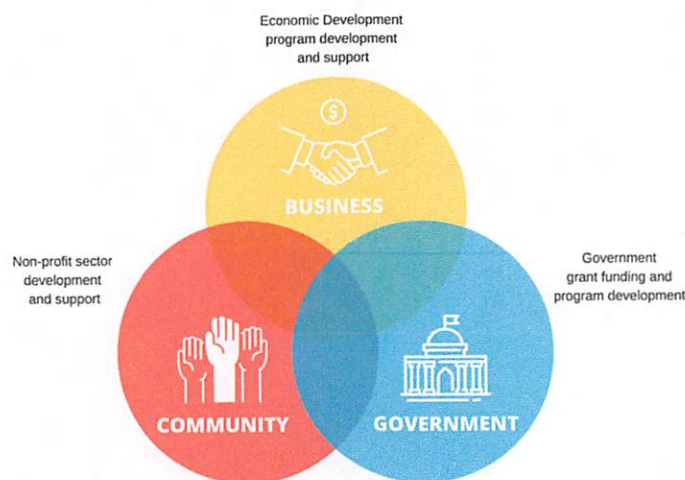 Economic Development
program development
and support
$
BUSINESS
Non-profit sector
development
and support
Government
grant funding and
program development
COMMUNITY
GOVERNMENT